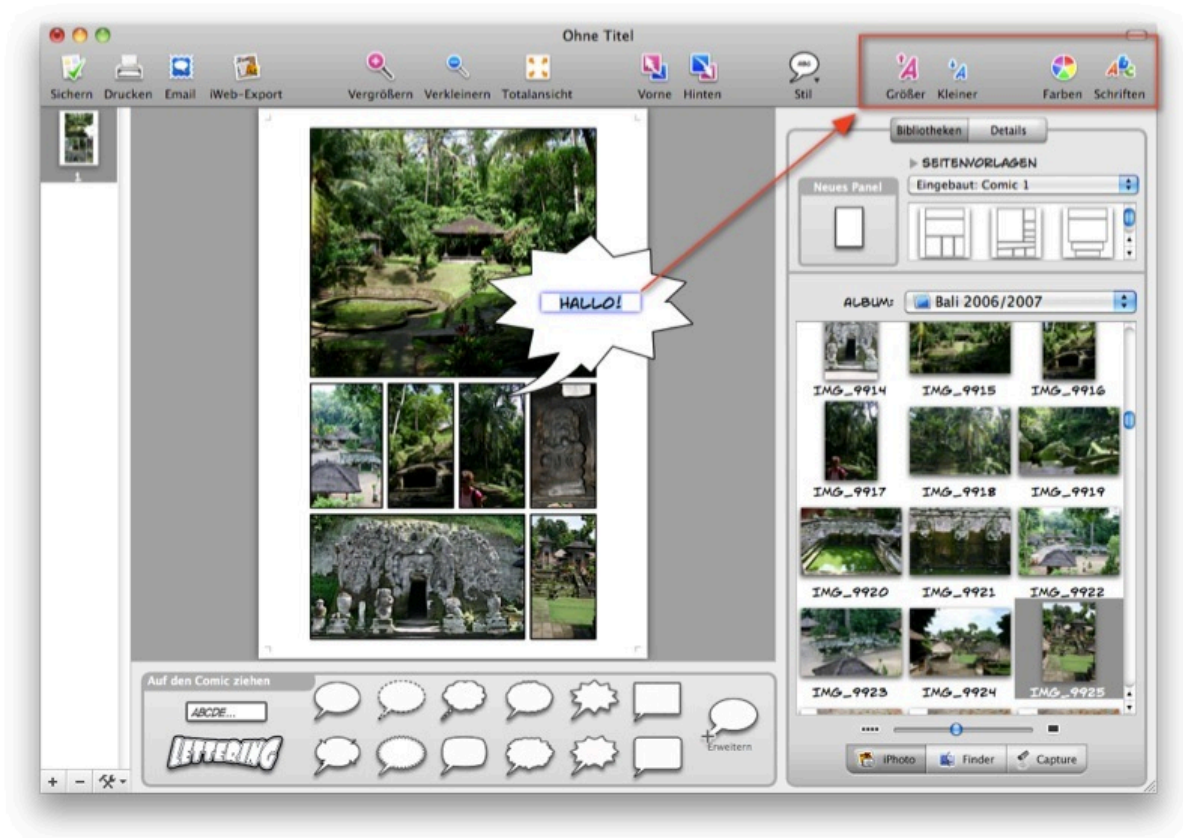 Ohne Titel
Sichern Drucken Email iWeb-Export Vergrößern Verkleinern Totalansicht Vorne Hinten Stil Größer Kleiner Farben Schriften
1
HALLO!
Bibliotheken Details
SEITENVORLAGEN
Neues Panel
Eingebaut: Comic 1
ALBUM: Bali 2006/2007
IMG_9914 IMG_9915 IMG_9916
IMG_9917 IMG_9918 IMG_9919
IMG_9920 IMG_9921 IMG_9922
IMG_9923 IMG_9924 IMG_9925
iPhoto Finder Capture
Auf den Comic ziehen
ABCDE...
LETTERING
Erweitern